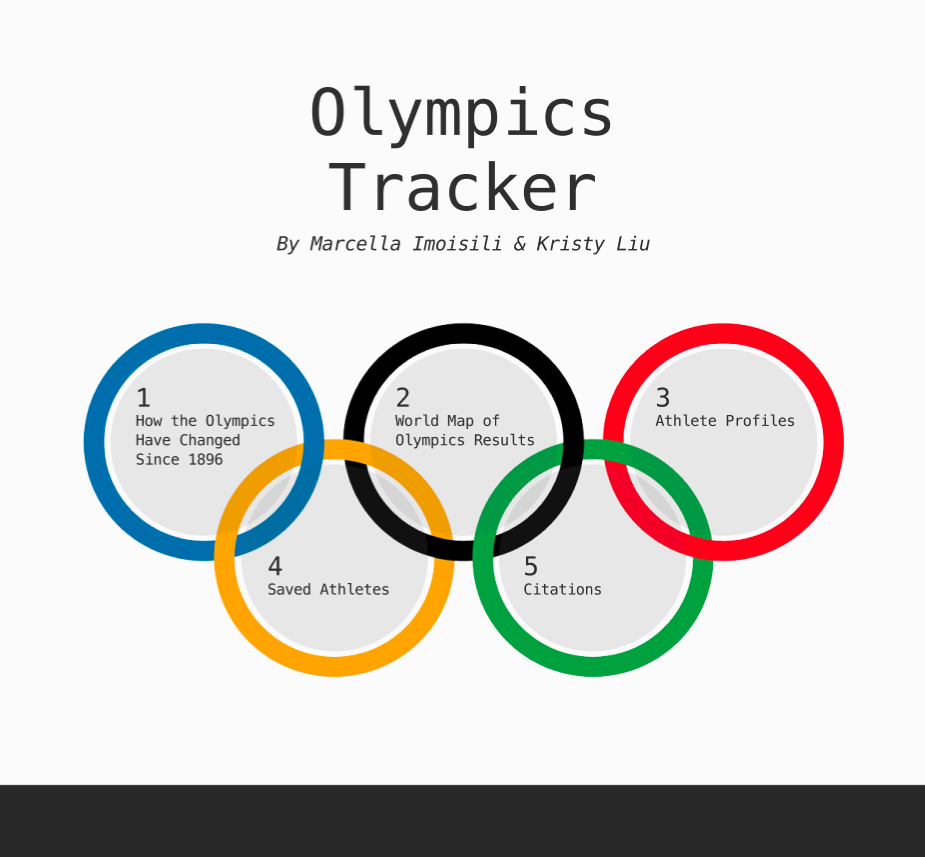 Olympics
Tracker
By Marcella Imoisili & Kristy Liu
1
How the Olympics
Have Changed
Since 1896
2
World Map of
Olympics Results
3
Athlete Profiles
4
Saved Athletes
5
Citations